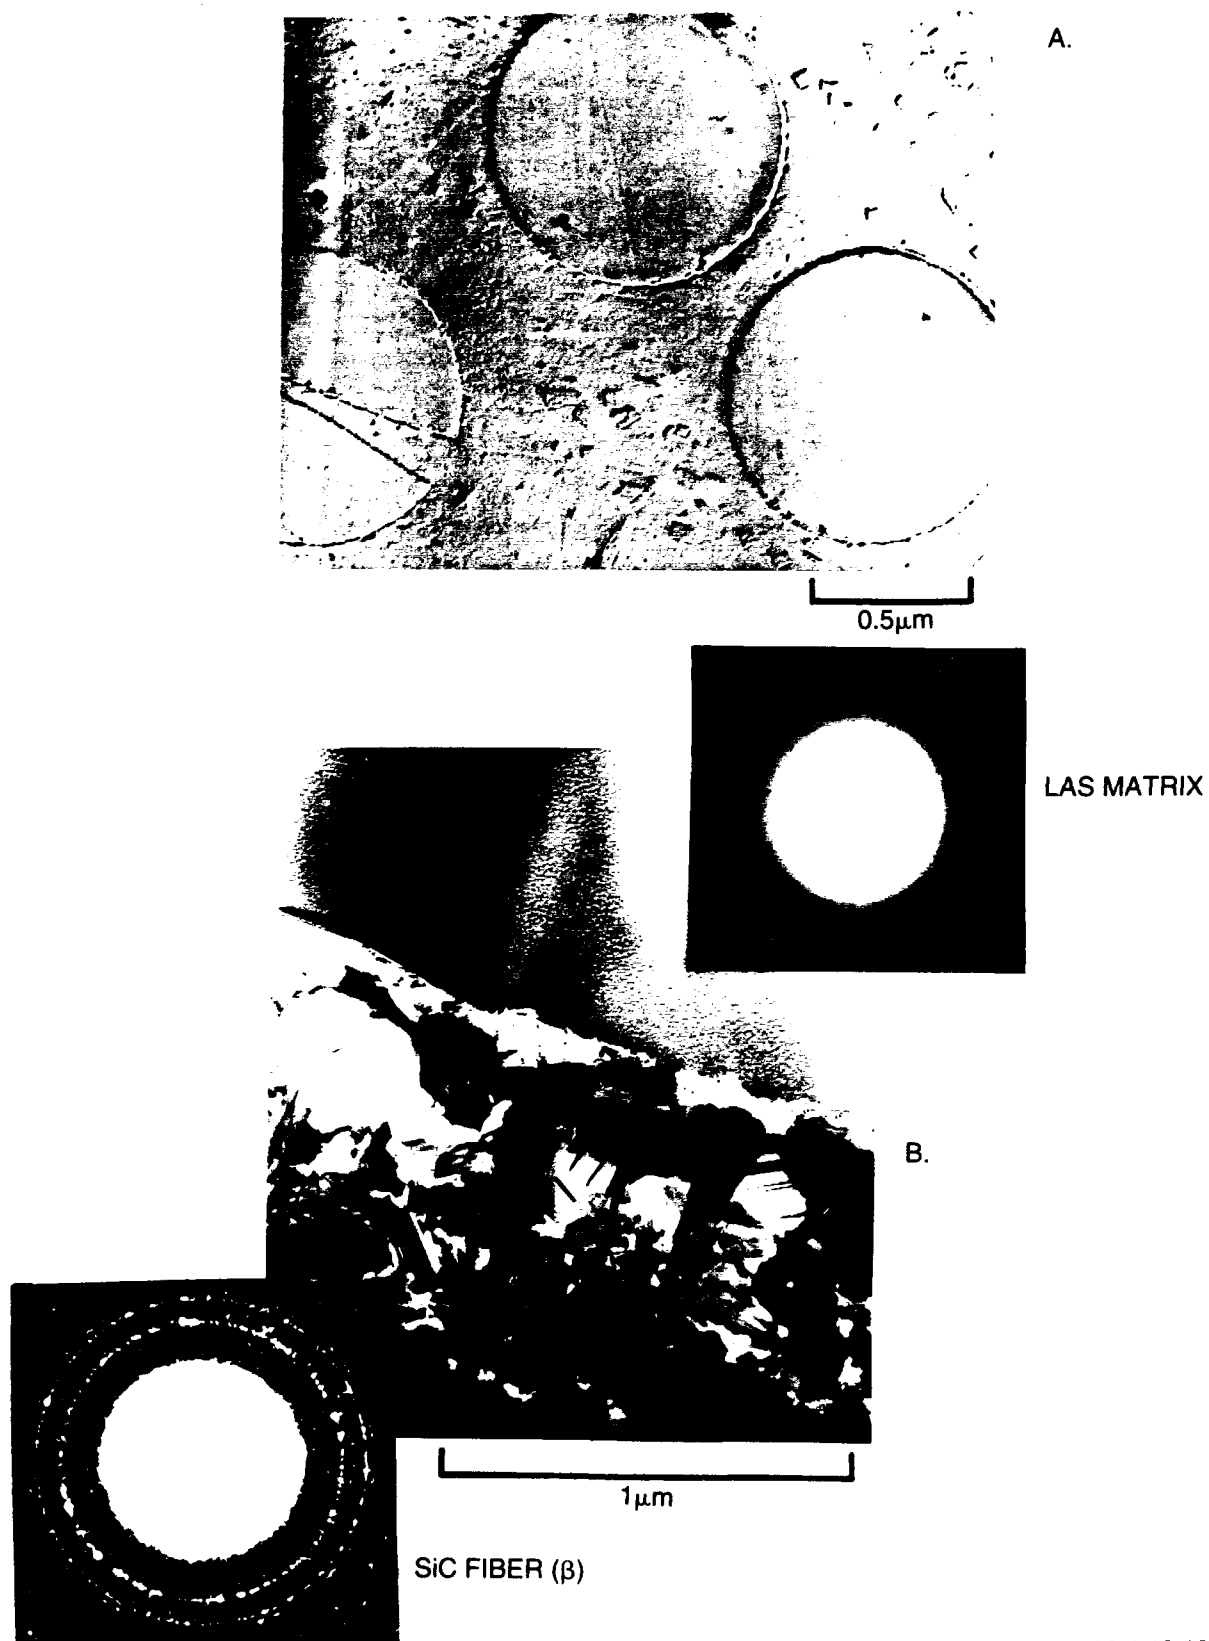 A.
0.5μm
LAS MATRIX
B.
1μm
SiC FIBER (β)